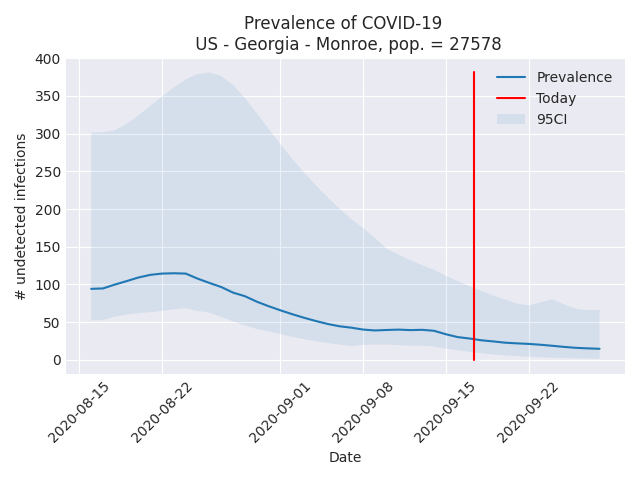 Prevalence of COVID-19
US - Georgia - Monroe, pop. = 27578
400
350
300
250
200
150
100
50
0
# undetected infections
Prevalence
Today
95CI
2020-08-15
2020-08-22
2020-09-01
2020-09-08
2020-09-15
2020-09-22
Date